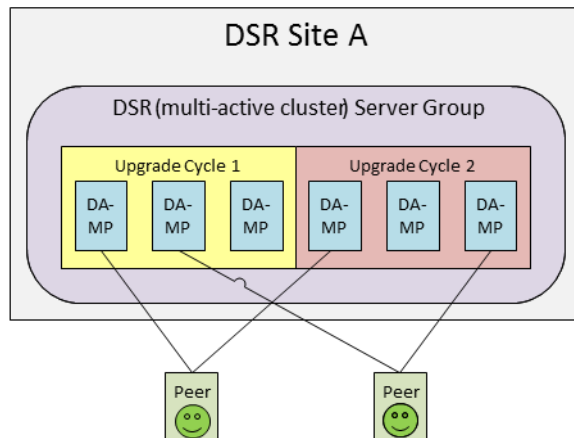 DSR Site A
DSR (multi-active cluster) Server Group
Upgrade Cycle 1
Upgrade Cycle 2
DA-
MP
DA-
MP
DA-
MP
DA-
MP
DA-
MP
DA-
MP
Peer
Peer